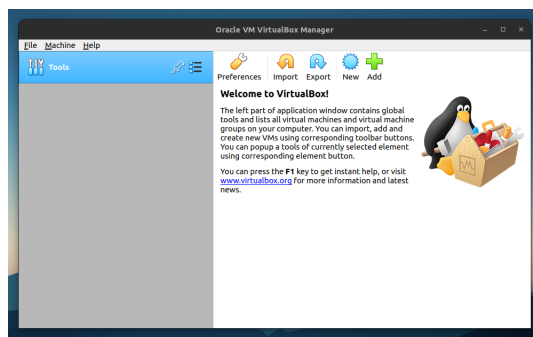 Oracle VM VirtualBox Manager
File Machine Help
Tools
Preferences Import Export New Add
Welcome to VirtualBox!
The left part of application window contains global
tools and lists all virtual machines and virtual machine
groups on your computer. You can import, add and
create new VMs using corresponding toolbar buttons.
You can popup a tools of currently selected element
using corresponding element button.
You can press the F1 key to get instant help, or visit
www.virtualbox.org for more information and latest
news.
VM